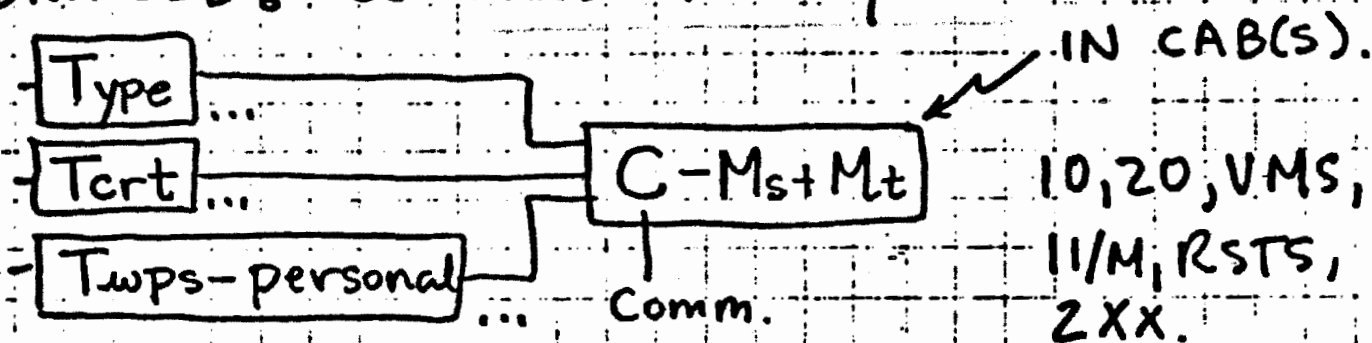 IN CAB(S).
Type
...
Tcrt
...
C-Ms+Mt
10, 20, VMS,
Twps-personal
...
Comm.
11/M, RSTS,
2XX.